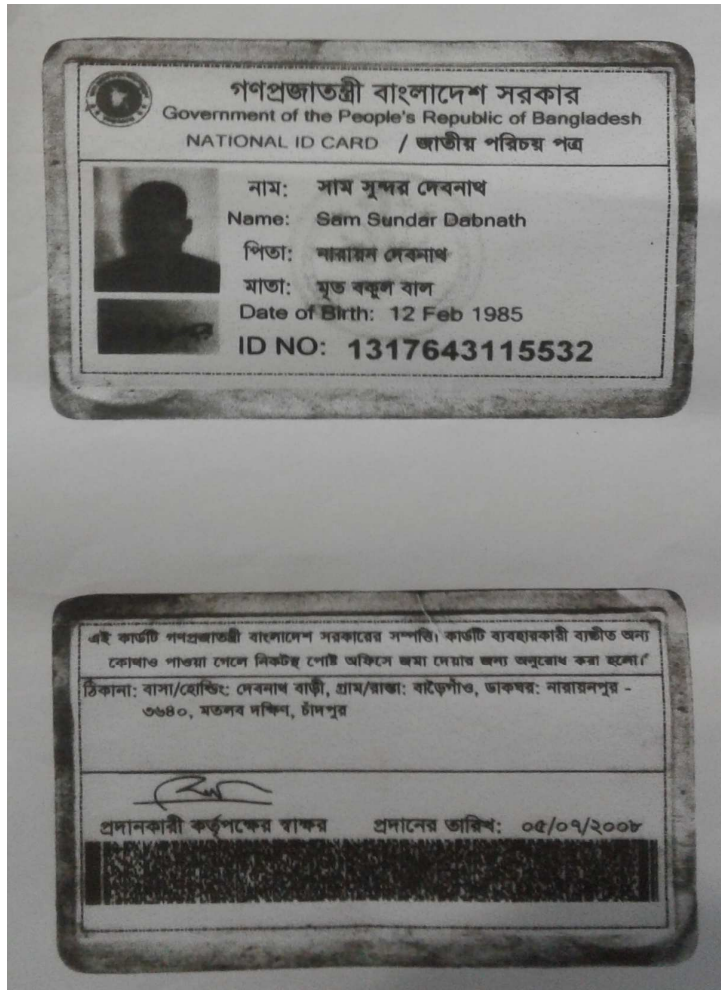 গণপ্রজাতন্ত্রী বাংলাদেশ সরকার
Government of the People's Republic of Bangladesh
NATIONAL ID CARD / জাতীয় পরিচয় পত্র
নাম: সাম সুন্দর দেবনাথ
Name: Sam Sundar Dabnath
পিতা: নারায়ন দেবনাথ
মাতা: মৃত বকুল বাল
Date of Birth: 12 Feb 1985
ID NO: 1317643115532
এই কার্ডটি গণপ্রজাতন্ত্রী বাংলাদেশ সরকারের সম্পত্তি। কার্ডটি ব্যবহারকারী ব্যতীত অন্য
কোথাও পাওয়া গেলে নিকটস্থ পোষ্ট অফিসে জমা দেয়ার জন্য অনুরোধ করা হলো।
ঠিকানা: বাসা/হোল্ডিং: দেবনাথ বাড়ী, গ্রাম/রাস্তা: বাড়ৈগাঁও, ডাকঘর: নারায়নপুর -
৩৬৪০, মতলব দক্ষিণ, চাঁদপুর
প্রদানকারী কর্তৃপক্ষের স্বাক্ষর প্রদানের তারিখ: ০৫/০৭/২০০৮